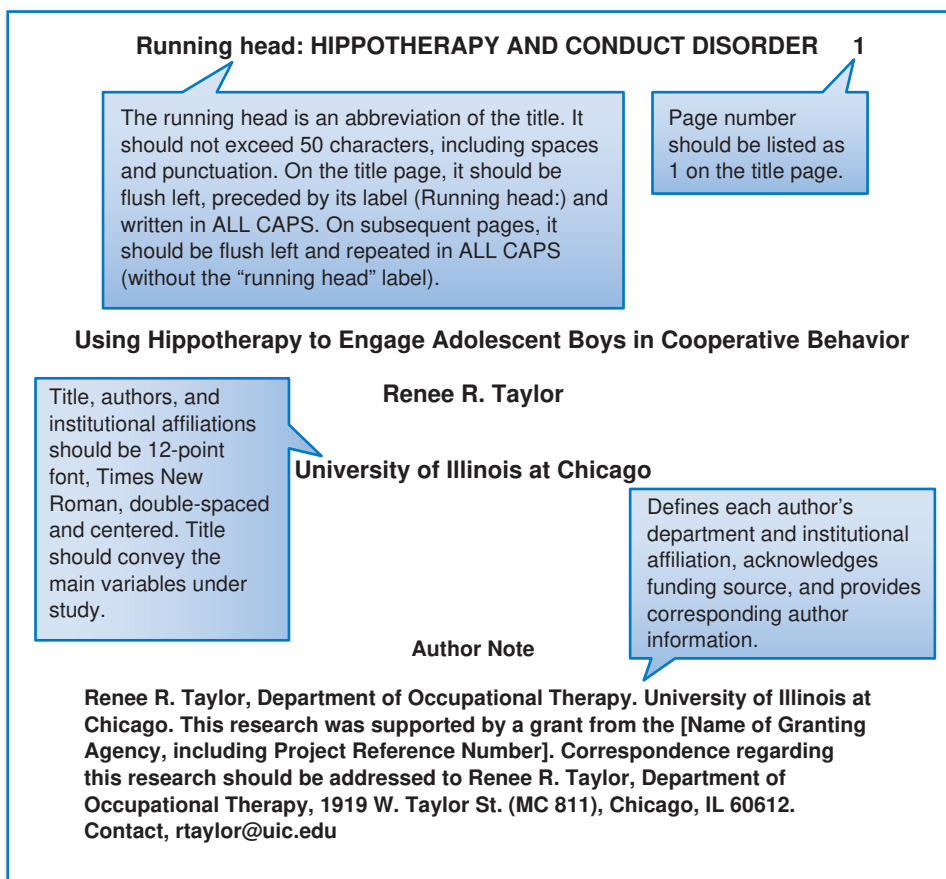 Running head: HIPPOTHERAPY AND CONDUCT DISORDER 1
The running head is an abbreviation of the title. It
should not exceed 50 characters, including spaces
and punctuation. On the title page, it should be
flush left, preceded by its label (Running head:) and
written in ALL CAPS. On subsequent pages, it
should be flush left and repeated in ALL CAPS
(without the “running head” label).
Page number
should be listed as
1 on the title page.
Using Hippotherapy to Engage Adolescent Boys in Cooperative Behavior
Renee R. Taylor
Title, authors, and
institutional affiliations
should be 12-point
font, Times New
Roman, double-spaced
and centered. Title
should convey the
main variables under
study.
University of Illinois at Chicago
Defines each author’s
department and institutional
affiliation, acknowledges
funding source, and provides
corresponding author
information.
Author Note
Renee R. Taylor, Department of Occupational Therapy. University of Illinois at
Chicago. This research was supported by a grant from the [Name of Granting
Agency, including Project Reference Number]. Correspondence regarding
this research should be addressed to Renee R. Taylor, Department of
Occupational Therapy, 1919 W. Taylor St. (MC 811), Chicago, IL 60612.
Contact, rtaylor@uic.edu